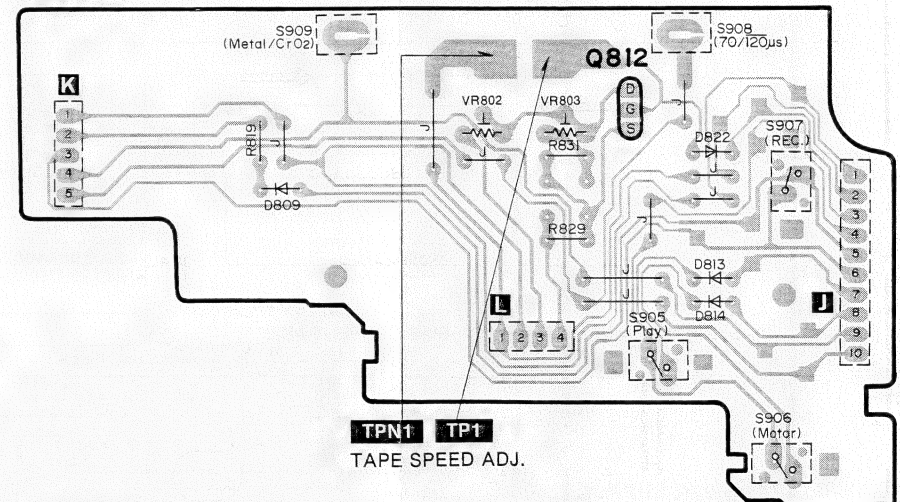 S909
(Metal/CrO2)
S908
(70/120µs)
Q812
D
G
S
K
1
2
3
4
5
R819
J
D809
J
VR802
J
VR803
R831
R829
J
D822
J
J
J
S907
(REC.)
1
2
3
4
5
6
7
8
9
10
J
J
J
D813
D814
L
1
2
3
4
S905
(Play)
S906
(Motor)
TPN1 TP1
TAPE SPEED ADJ.